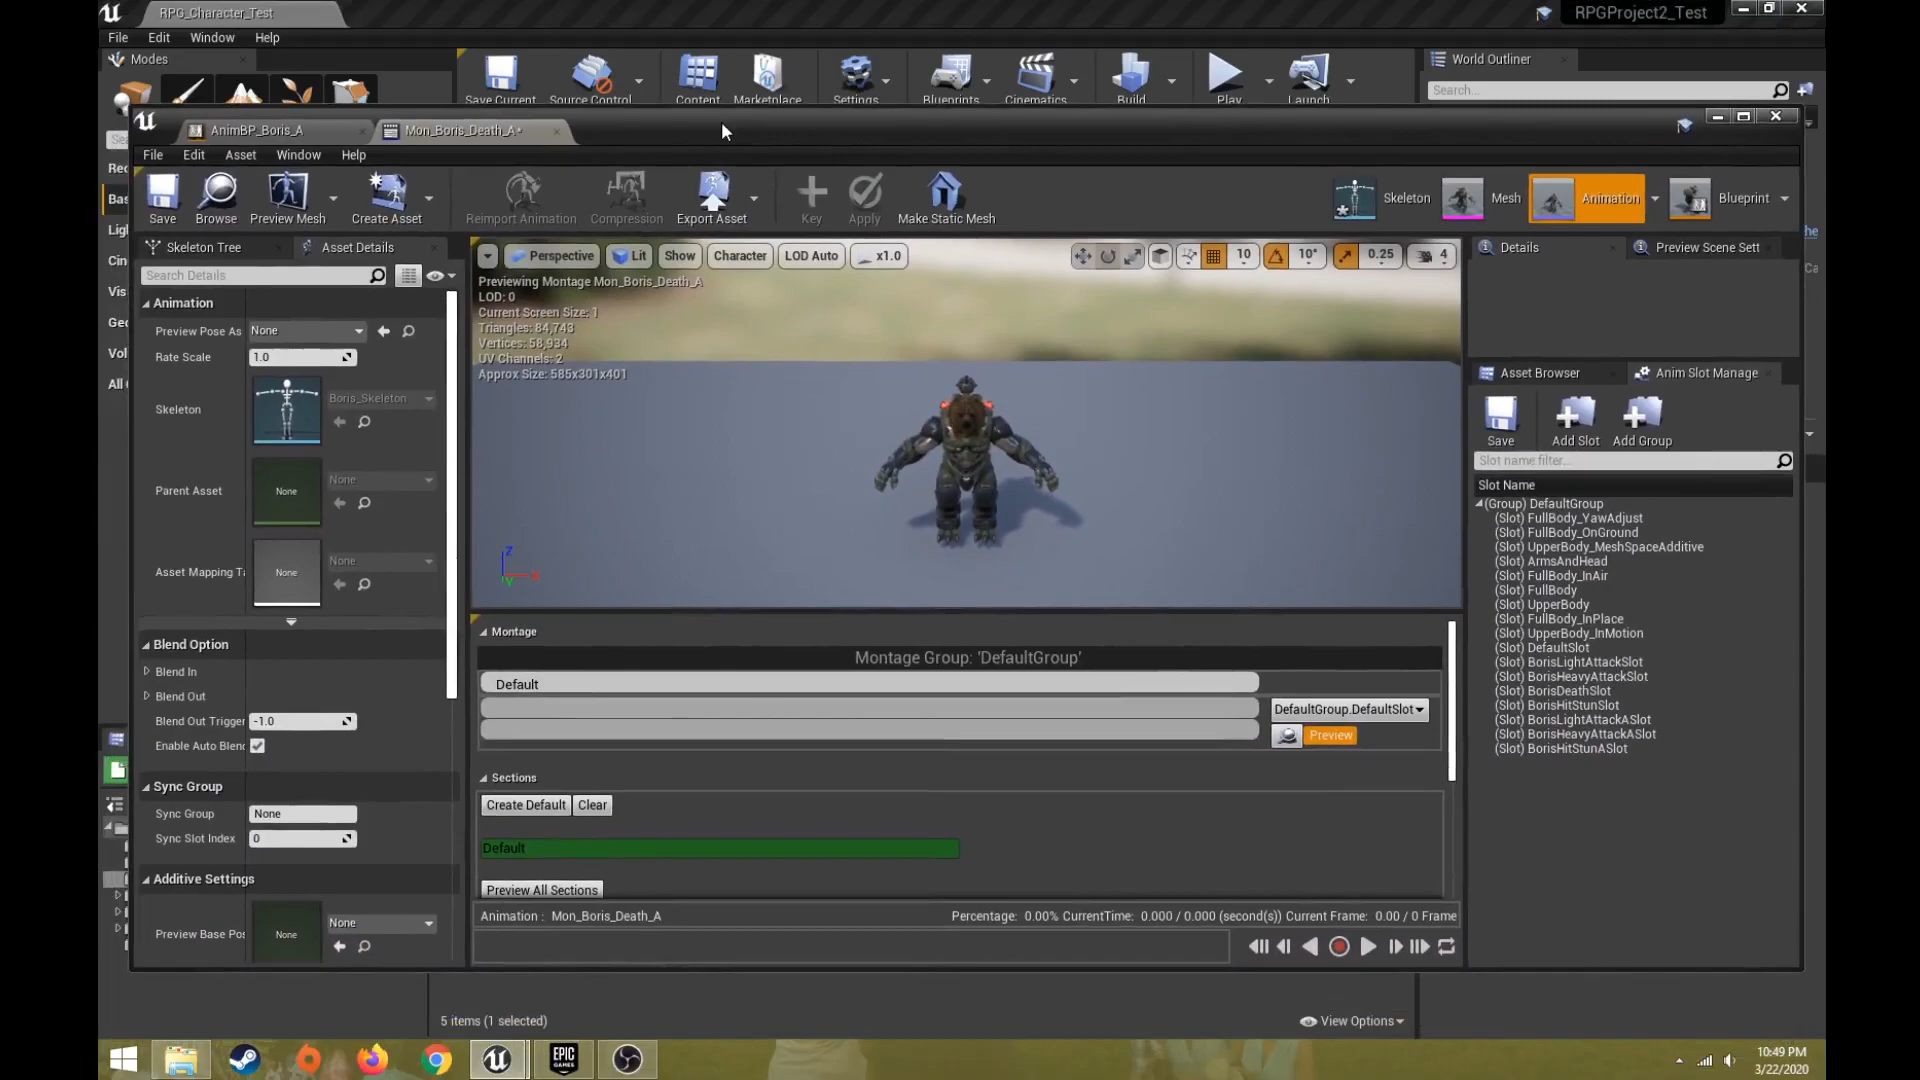 RPG_Character_Test
RPGProject2_Test
File Edit Window Help
Modes
World Outliner
Save Current Source Control Content Marketplace Settings Blueprints Cinematics Build Play Launch
Search...
AnimBP_Boris_A
Mon_Boris_Death_A*
File Edit Asset Window Help
Save Browse Preview Mesh Create Asset Reimport Animation Compression Export Asset Key Apply Make Static Mesh
Skeleton Mesh Animation Blueprint
Skeleton Tree Asset Details
Search Details
Perspective Lit Show Character LOD Auto x1.0
10 10° 0.25 4
Details Preview Scene Sett
Previewing Montage Mon_Boris_Death_A
LOD: 0
Current Screen Size: 1
Triangles: 84,743
Vertices: 58,934
UV Channels: 2
Approx Size: 585x301x401
Animation
Preview Pose As None
Rate Scale 1.0
Skeleton Boris_Skeleton
Parent Asset None None
Asset Mapping Ta None None
Blend Option
Blend In
Blend Out
Blend Out Trigger -1.0
Enable Auto Blend
Sync Group
Sync Group None
Sync Slot Index 0
Additive Settings
Preview Base Pos None None
Z
X
Y
Montage
Montage Group: 'DefaultGroup'
Default
DefaultGroup.DefaultSlot
Preview
Sections
Create Default Clear
Default
Preview All Sections
Animation : Mon_Boris_Death_A Percentage: 0.00% CurrentTime: 0.000 / 0.000 (second(s)) Current Frame: 0.00 / 0 Frame
Asset Browser Anim Slot Manage
Save Add Slot Add Group
Slot name filter...
Slot Name
(Group) DefaultGroup
(Slot) FullBody_YawAdjust
(Slot) FullBody_OnGround
(Slot) UpperBody_MeshSpaceAdditive
(Slot) ArmsAndHead
(Slot) FullBody_InAir
(Slot) FullBody
(Slot) UpperBody
(Slot) FullBody_InPlace
(Slot) UpperBody_InMotion
(Slot) DefaultSlot
(Slot) BorisLightAttackSlot
(Slot) BorisHeavyAttackSlot
(Slot) BorisDeathSlot
(Slot) BorisHitStunSlot
(Slot) BorisLightAttackASlot
(Slot) BorisHeavyAttackASlot
(Slot) BorisHitStunASlot
Sea
Rec
Bas
Ligh
Cin
Vis
Geo
Vol
All C
5 items (1 selected)
View Options
EPIC GAMES
10:49 PM
3/22/2020